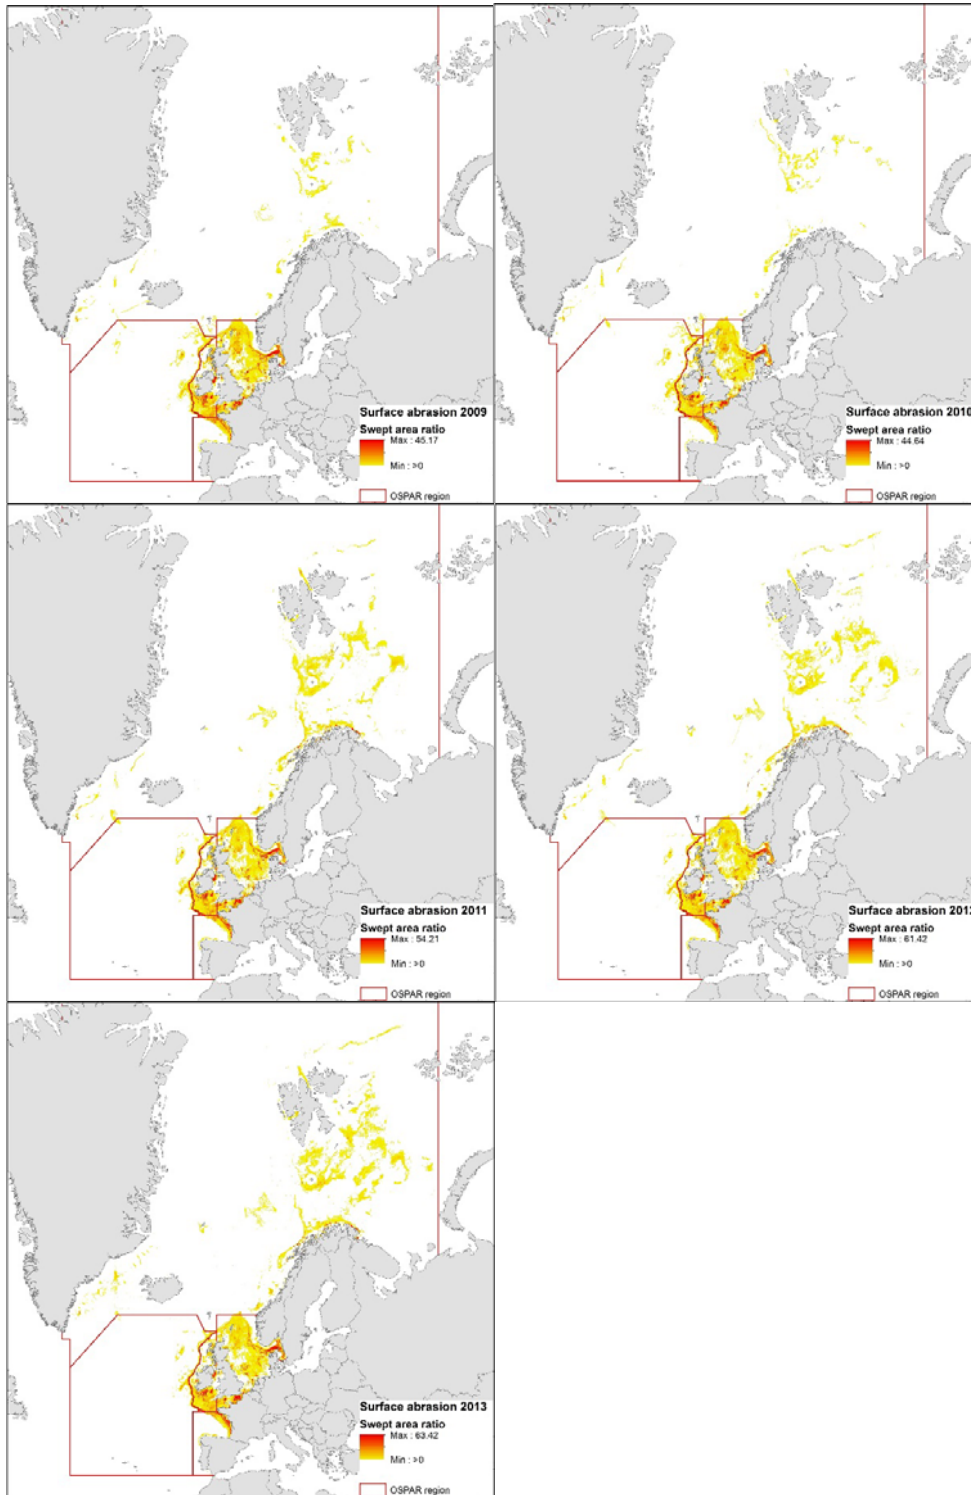 Surface abrasion 2009
Swept area ratio
Max : 45.17
Min : >0
OSPAR region
Surface abrasion 2010
Swept area ratio
Max : 44.64
Min : >0
OSPAR region
Surface abrasion 2011
Swept area ratio
Max : 54.21
Min : >0
OSPAR region
Surface abrasion 2012
Swept area ratio
Max : 61.42
Min : >0
OSPAR region
Surface abrasion 2013
Swept area ratio
Max : 63.42
Min : >0
OSPAR region